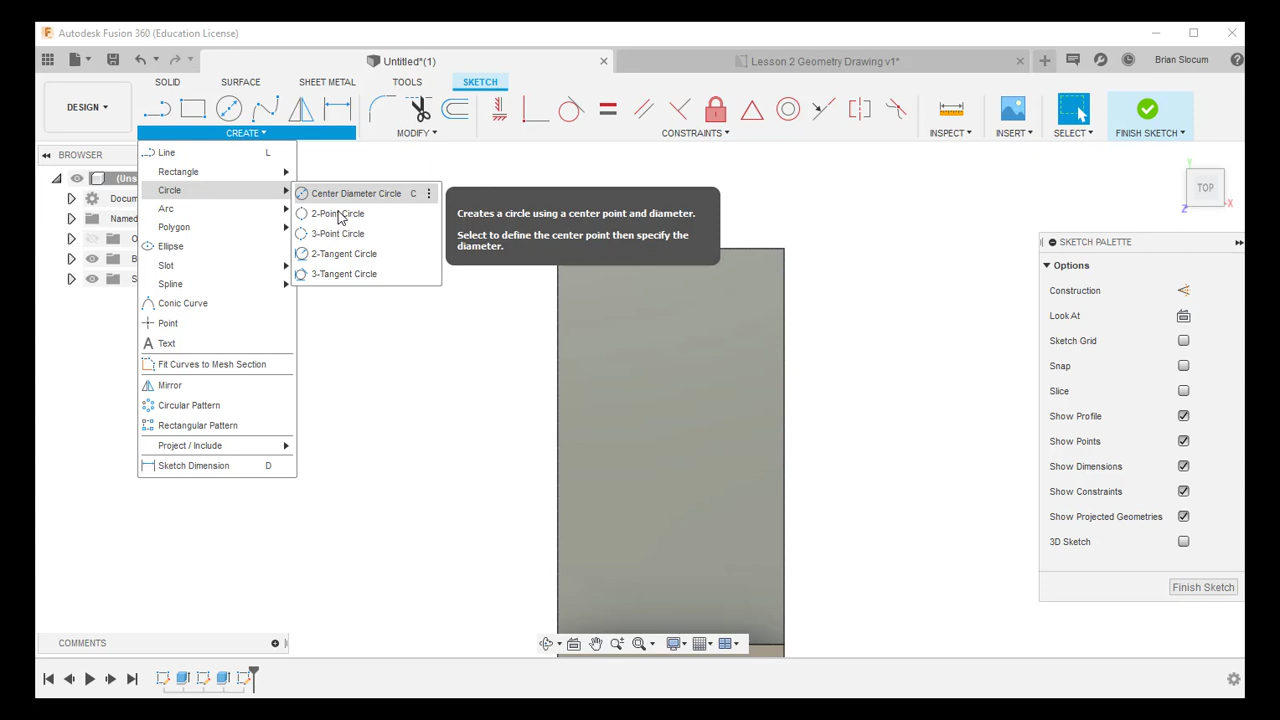 Autodesk Fusion 360 (Education License)
Untitled*(1)
Lesson 2 Geometry Drawing v1*
Brian Slocum
SOLID
SURFACE
SHEET METAL
TOOLS
SKETCH
DESIGN
CREATE
MODIFY
CONSTRAINTS
INSPECT
INSERT
SELECT
FINISH SKETCH
BROWSER
(Uns
Docum
Named
O
B
S
Line L
Rectangle
Circle
Arc
Polygon
Ellipse
Slot
Spline
Conic Curve
Point
Text
Fit Curves to Mesh Section
Mirror
Circular Pattern
Rectangular Pattern
Project / Include
Sketch Dimension D
Center Diameter Circle C
2-Point Circle
3-Point Circle
2-Tangent Circle
3-Tangent Circle
Creates a circle using a center point and diameter.
Select to define the center point then specify the
diameter.
Y
TOP
Z
X
SKETCH PALETTE
Options
Construction
Look At
Sketch Grid
Snap
Slice
Show Profile
Show Points
Show Dimensions
Show Constraints
Show Projected Geometries
3D Sketch
Finish Sketch
COMMENTS